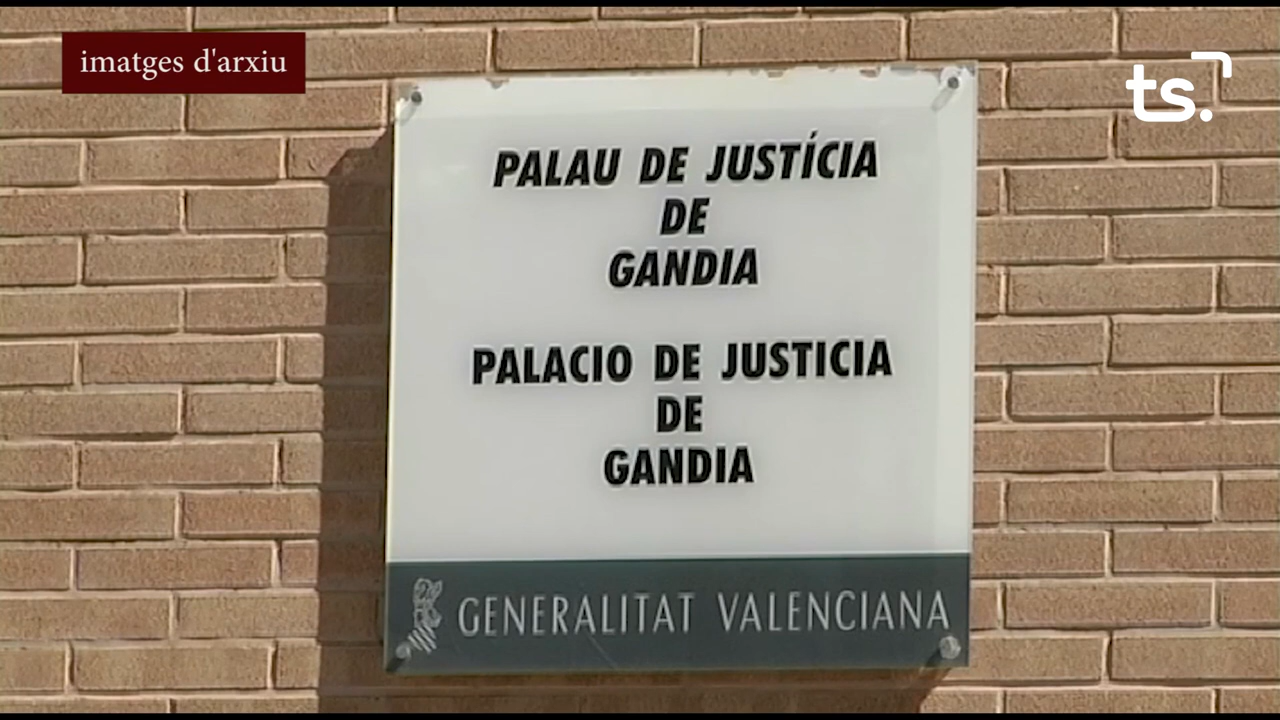 imatges d'arxiu
ts.
PALAU DE JUSTÍCIA
DE
GANDIA
PALACIO DE JUSTICIA
DE
GANDIA
GENERALITAT VALENCIANA